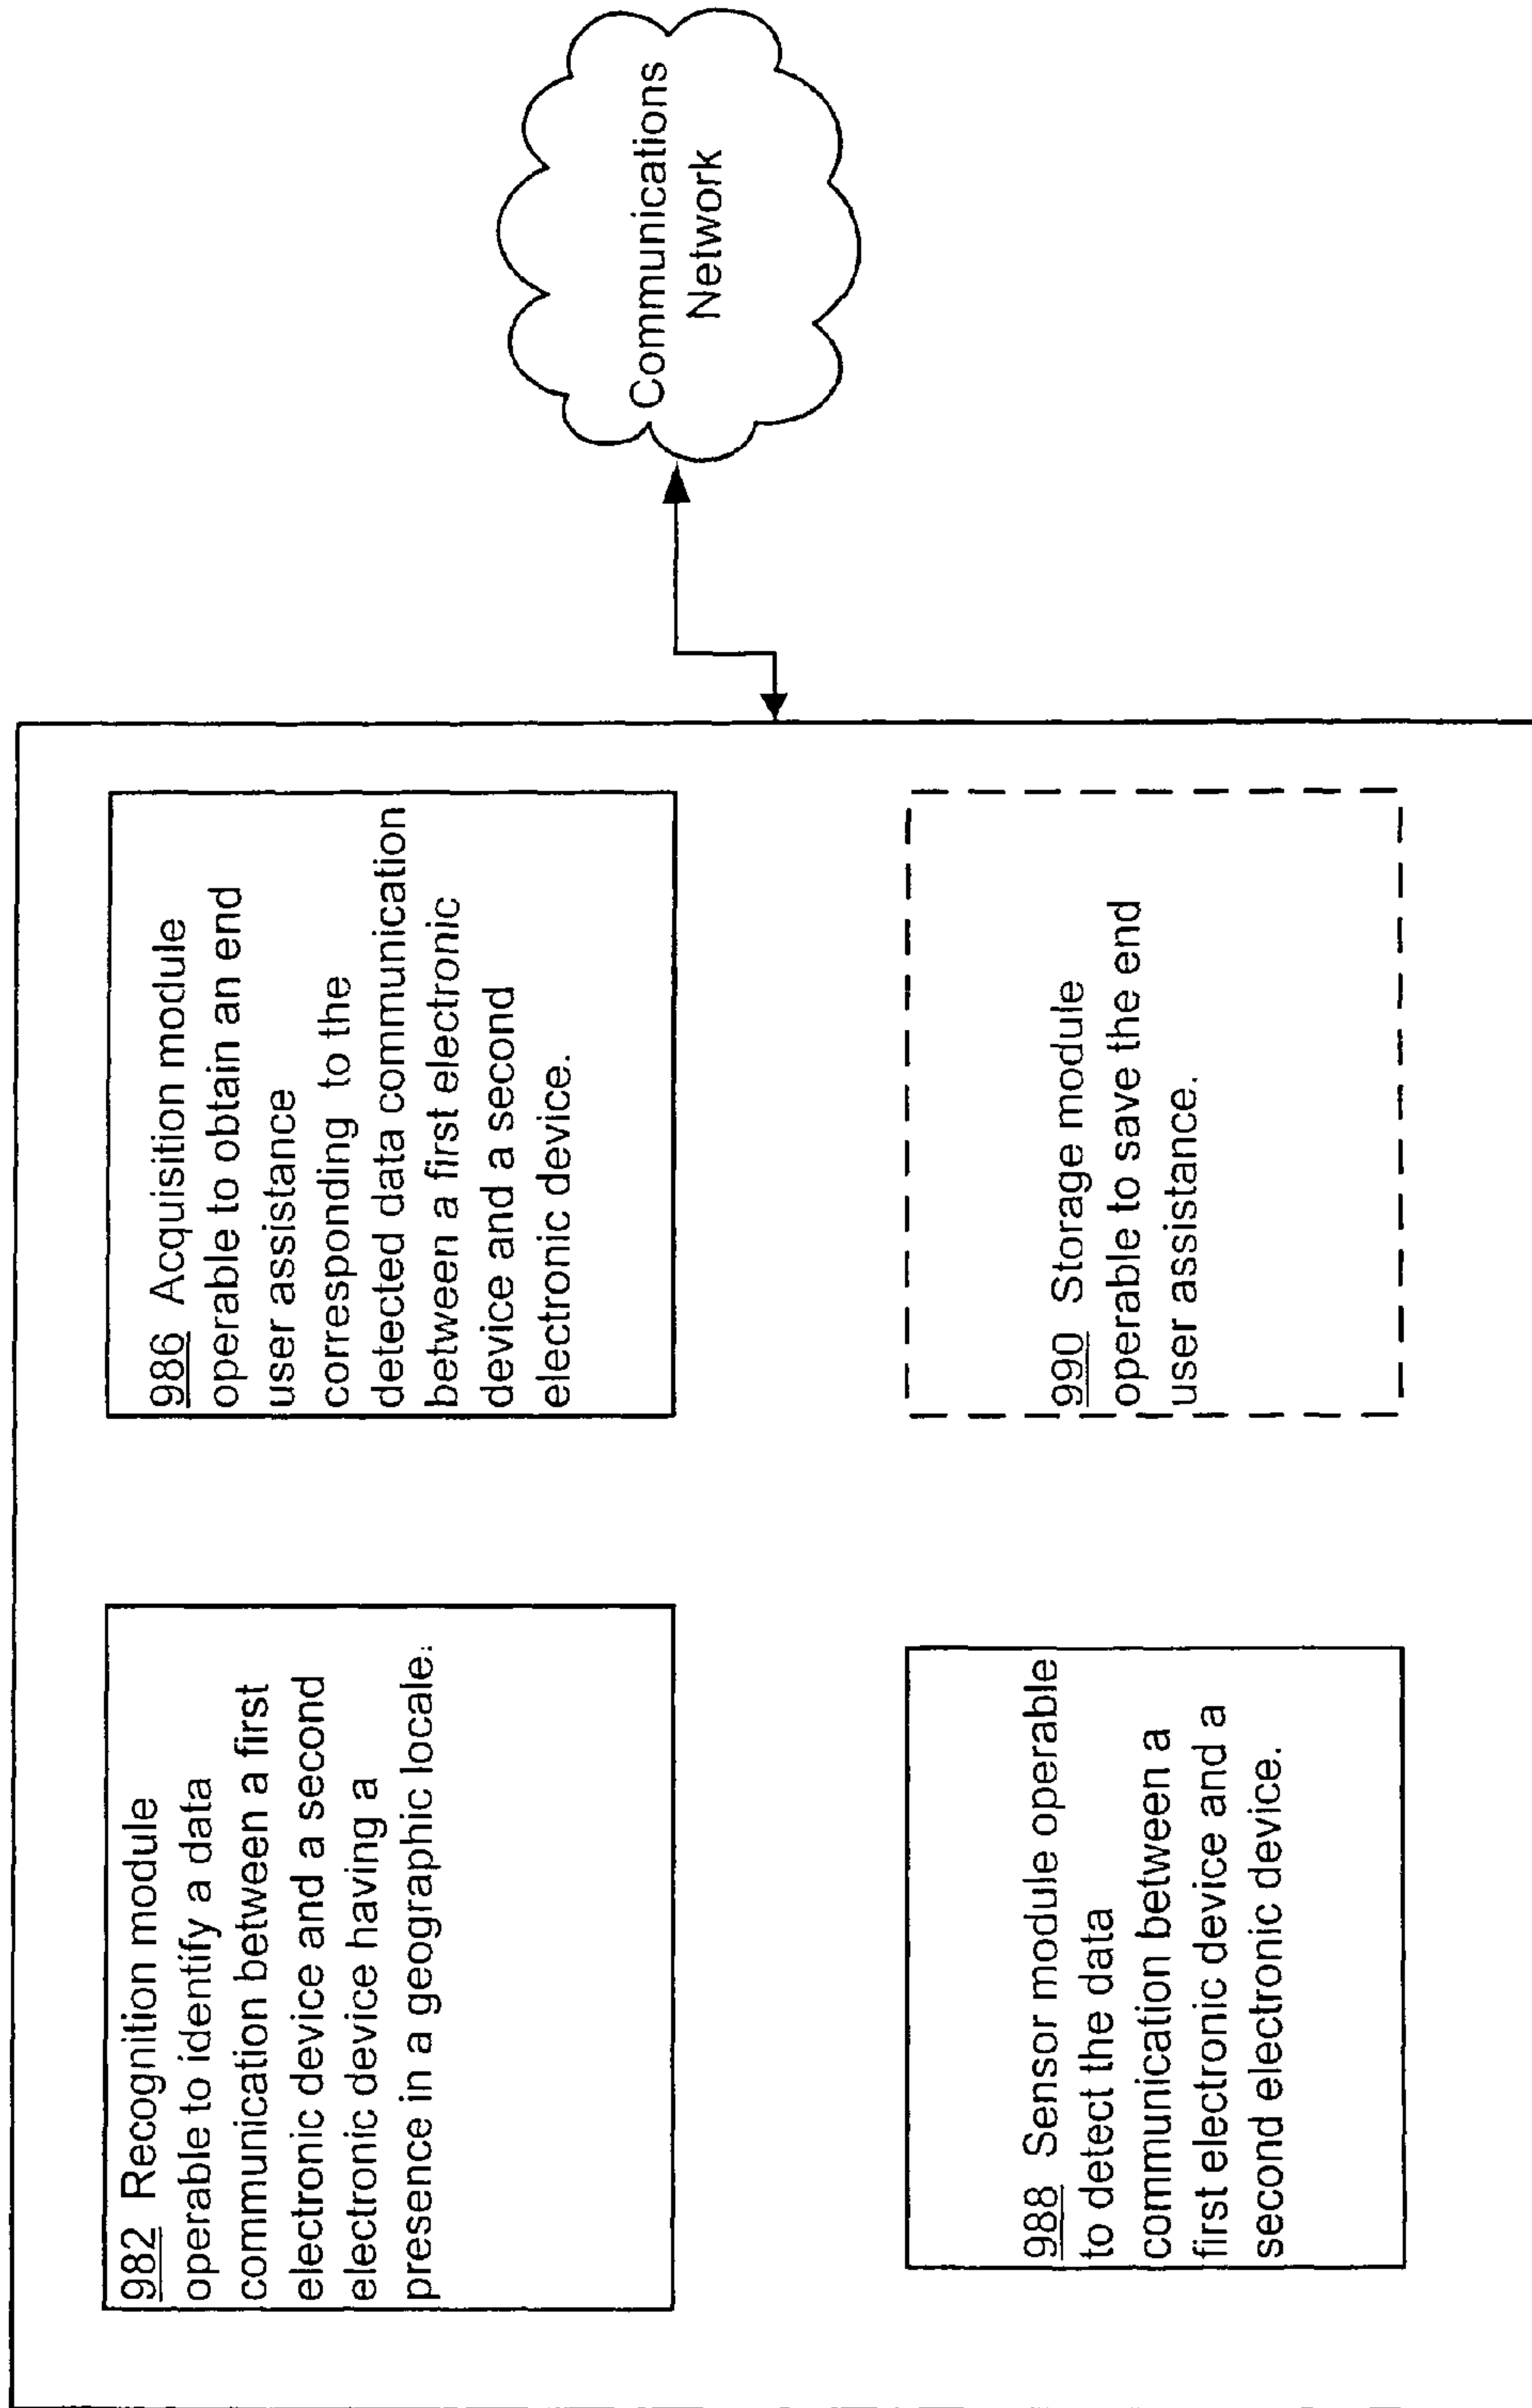 982 Recognition module
operable to identify a data
communication between a first
electronic device and a second
electronic device having a
presence in a geographic locale.
986 Acquisition module
operable to obtain an end
user assistance
corresponding to the
detected data communication
between a first electronic
device and a second
electronic device.
988 Sensor module operable
to detect the data
communication between a
first electronic device and a
second electronic device.
990 Storage module
operable to save the end
user assistance.
Communications
Network